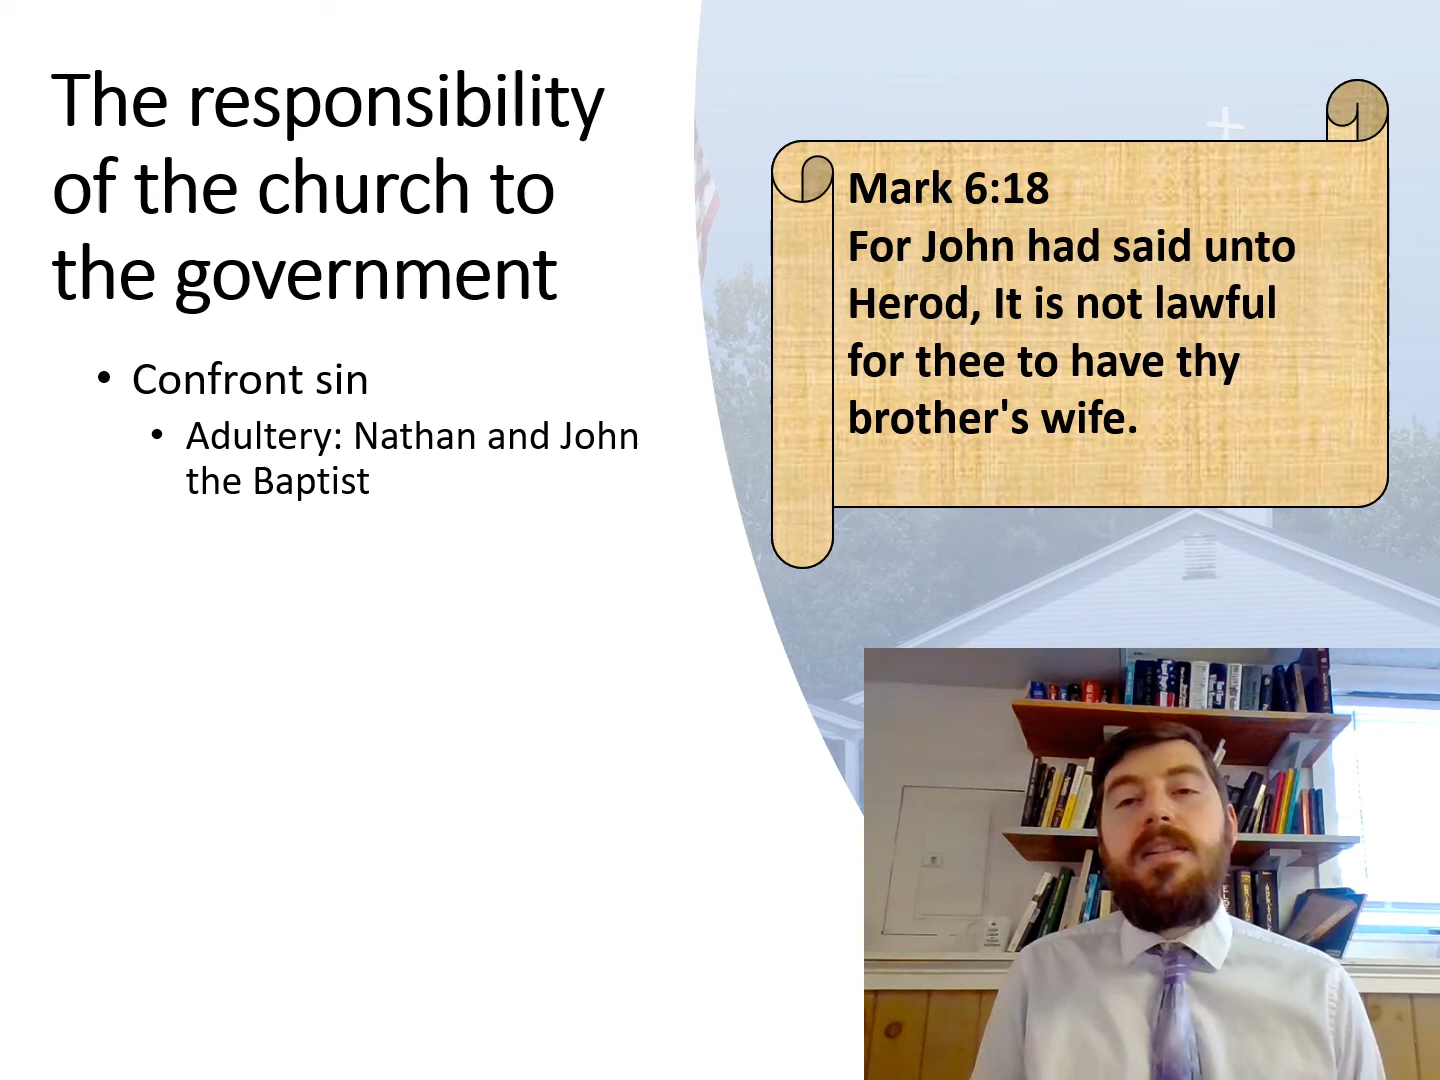 The responsibility
of the church to
the government
• Confront sin
• Adultery: Nathan and John
the Baptist
Mark 6:18
For John had said unto
Herod, It is not lawful
for thee to have thy
brother's wife.